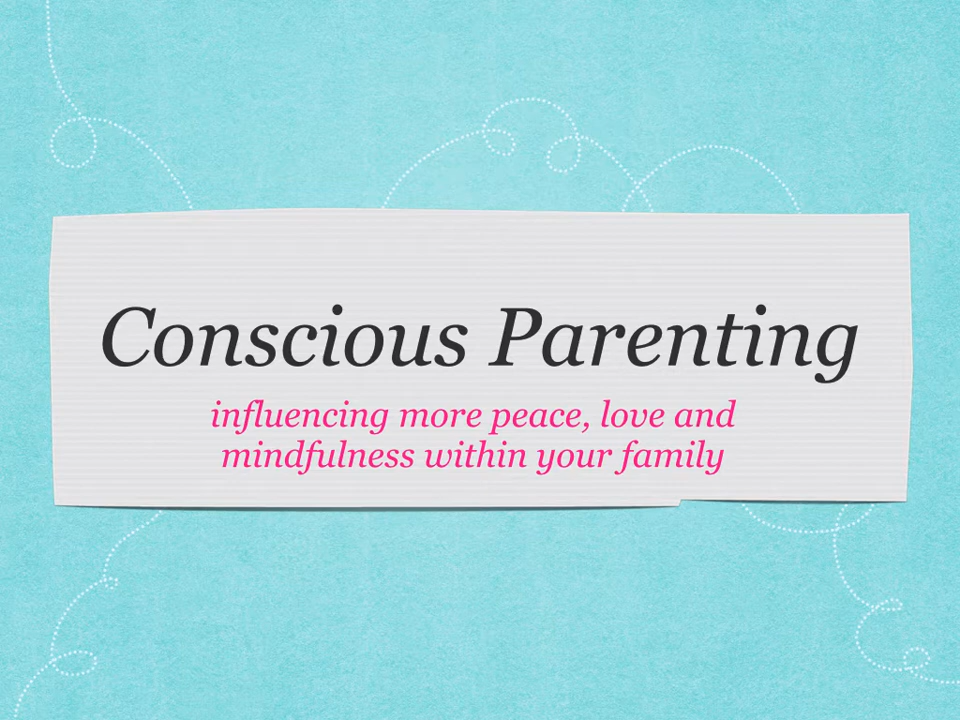 Conscious Parenting
influencing more peace, love and
mindfulness within your family